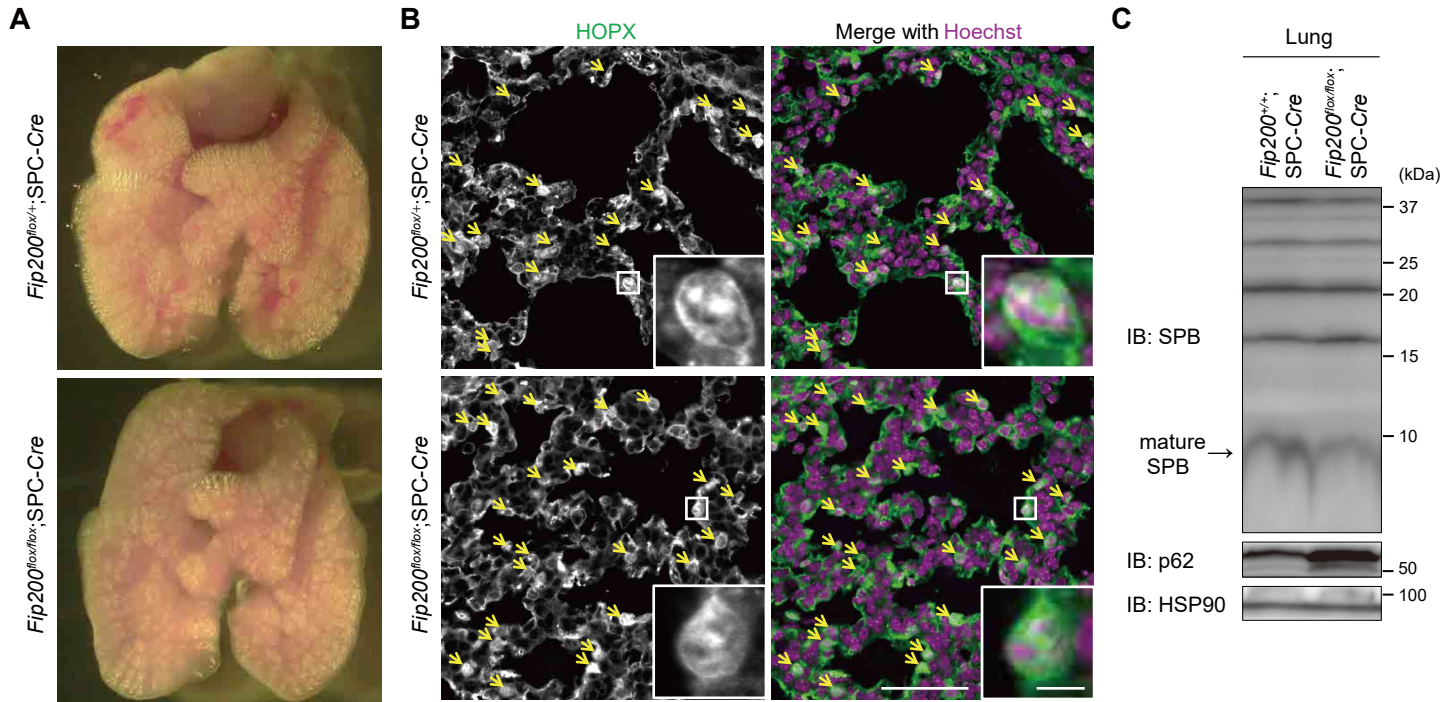 A
Fip200flox/+;SPC-Cre
Fip200flox/flox;SPC-Cre
B
HOPX
Merge with Hoechst
Fip200flox/+;SPC-Cre
Fip200flox/flox;SPC-Cre
C
Lung
Fip200+/+;
SPC-Cre
Fip200flox/flox;
SPC-Cre
(kDa)
37
25
20
IB: SPB
15
10
mature
SPB →
IB: p62
50
IB: HSP90
100